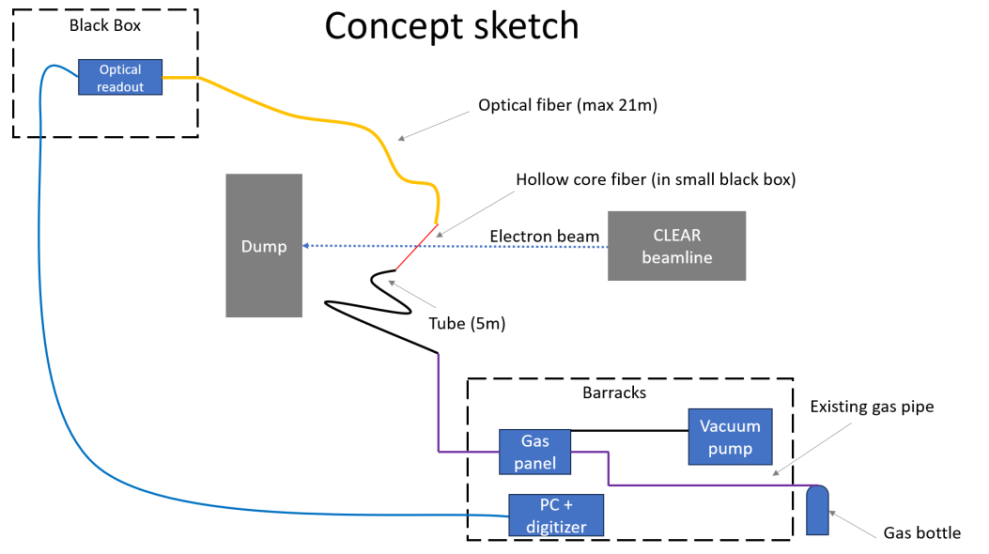 Concept sketch
Black Box
Optical
readout
Optical fiber (max 21m)
Hollow core fiber (in small black box)
Dump
Electron beam
CLEAR
beamline
Tube (5m)
Barracks
Existing gas pipe
Vacuum
pump
Gas
panel
PC +
digitizer
Gas bottle